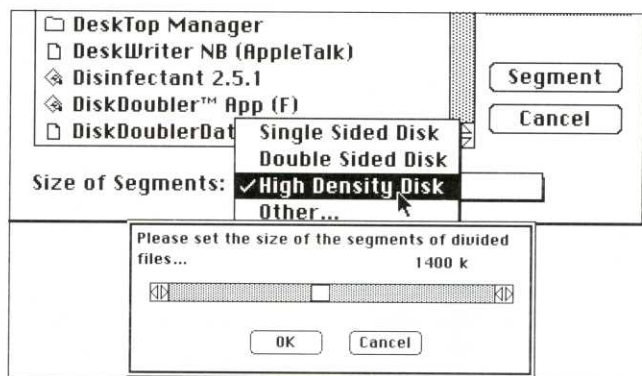 DeskTop Manager
DeskWriter NB (AppleTalk)
Disinfectant 2.5.1
DiskDoubler™ App (F)
DiskDoublerDat
Segment
Cancel
Size of Segments:
Single Sided Disk
Double Sided Disk
✓High Density Disk
Other...
Please set the size of the segments of divided
files...
1400 k
OK
Cancel